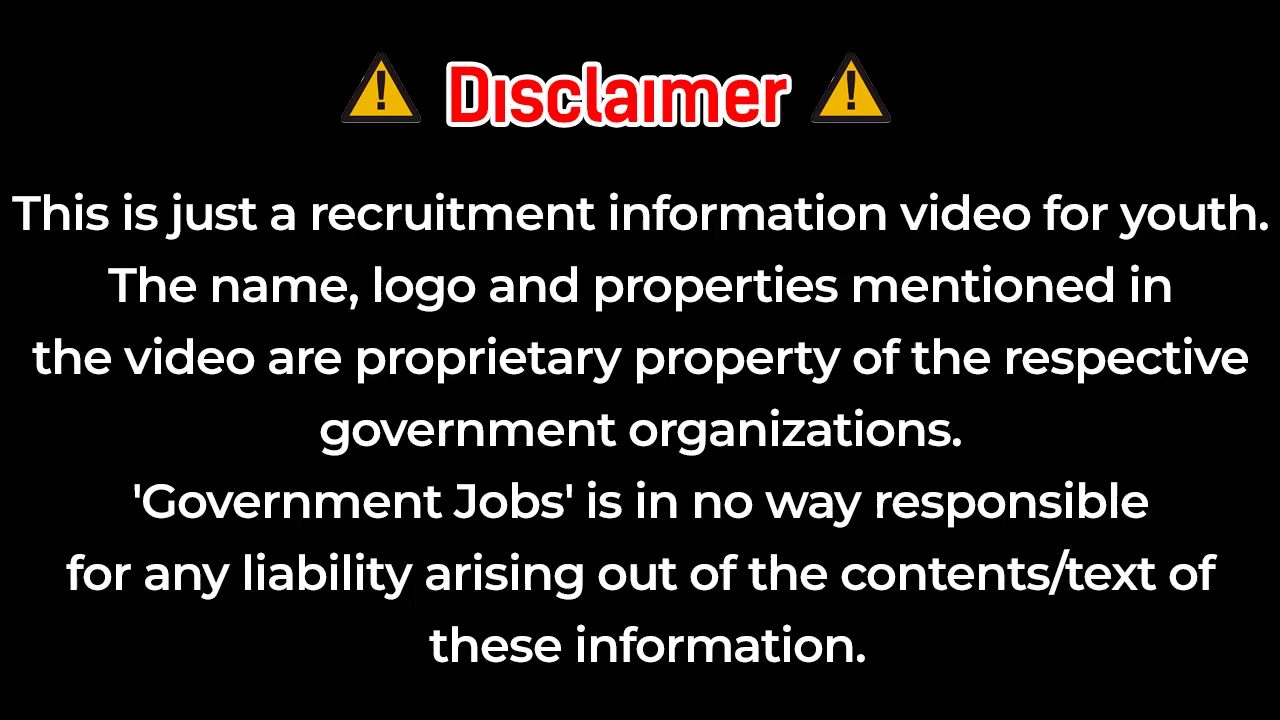 Disclaimer
This is just a recruitment information video for youth.
The name, logo and properties mentioned in
the video are proprietary property of the respective
government organizations.
'Government Jobs' is in no way responsible
for any liability arising out of the contents/text of
these information.